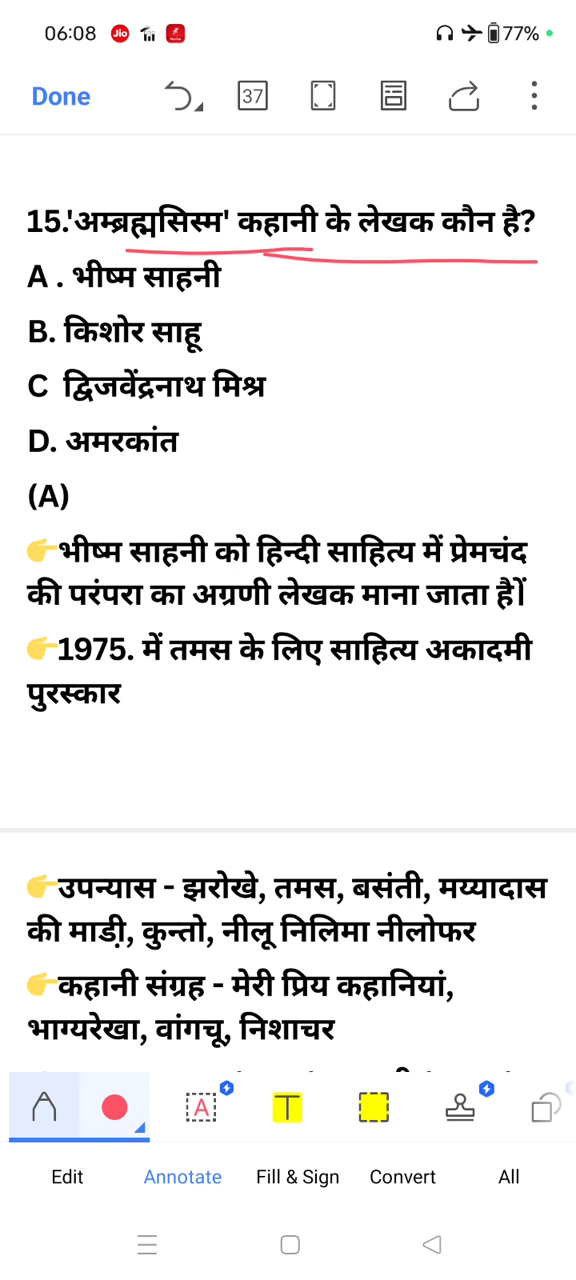 06:08
77%
Done
37
15.'अम्ब्रह्मसिस्म' कहानी के लेखक कौन है?
A . भीष्म साहनी
B. किशोर साहू
C द्विजवेंद्रनाथ मिश्र
D. अमरकांत
(A)
👉भीष्म साहनी को हिन्दी साहित्य में प्रेमचंद
की परंपरा का अग्रणी लेखक माना जाता हैं।
👉1975. में तमस के लिए साहित्य अकादमी
पुरस्कार
👉उपन्यास - झरोखे, तमस, बसंती, मय्यादास
की माडी़, कुन्तो, नीलू निलिमा नीलोफर
👉कहानी संग्रह - मेरी प्रिय कहानियां,
भाग्यरेखा, वांगचू, निशाचर
Edit
Annotate
Fill & Sign
Convert
All